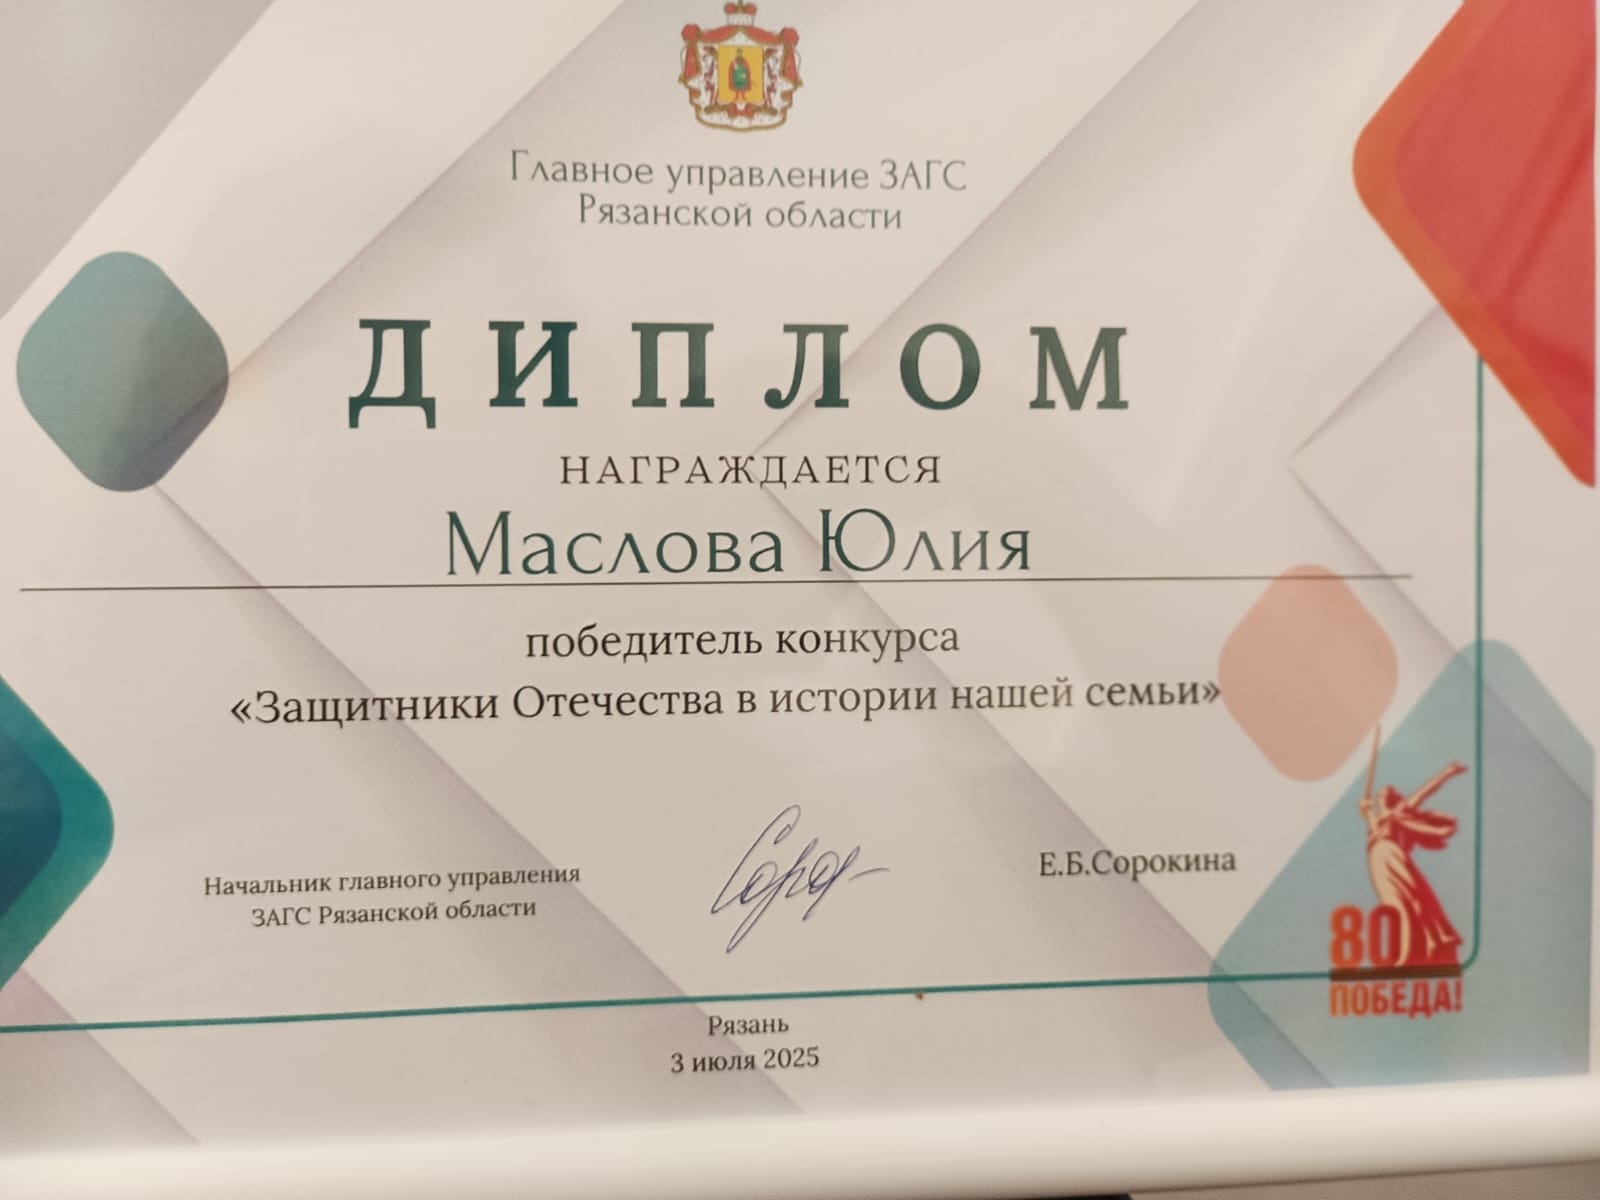 Главное управление ЗАГС
Рязанской области
ДИПЛОМ
НАГРАЖДАЕТСЯ
Маслова Юлия
победитель конкурса
«Защитники Отечества в истории нашей семьи»
Начальник главного управления
ЗАГС Рязанской области
Е.Б.Сорокина
80
ПОБЕДА!
Рязань
3 июля 2025